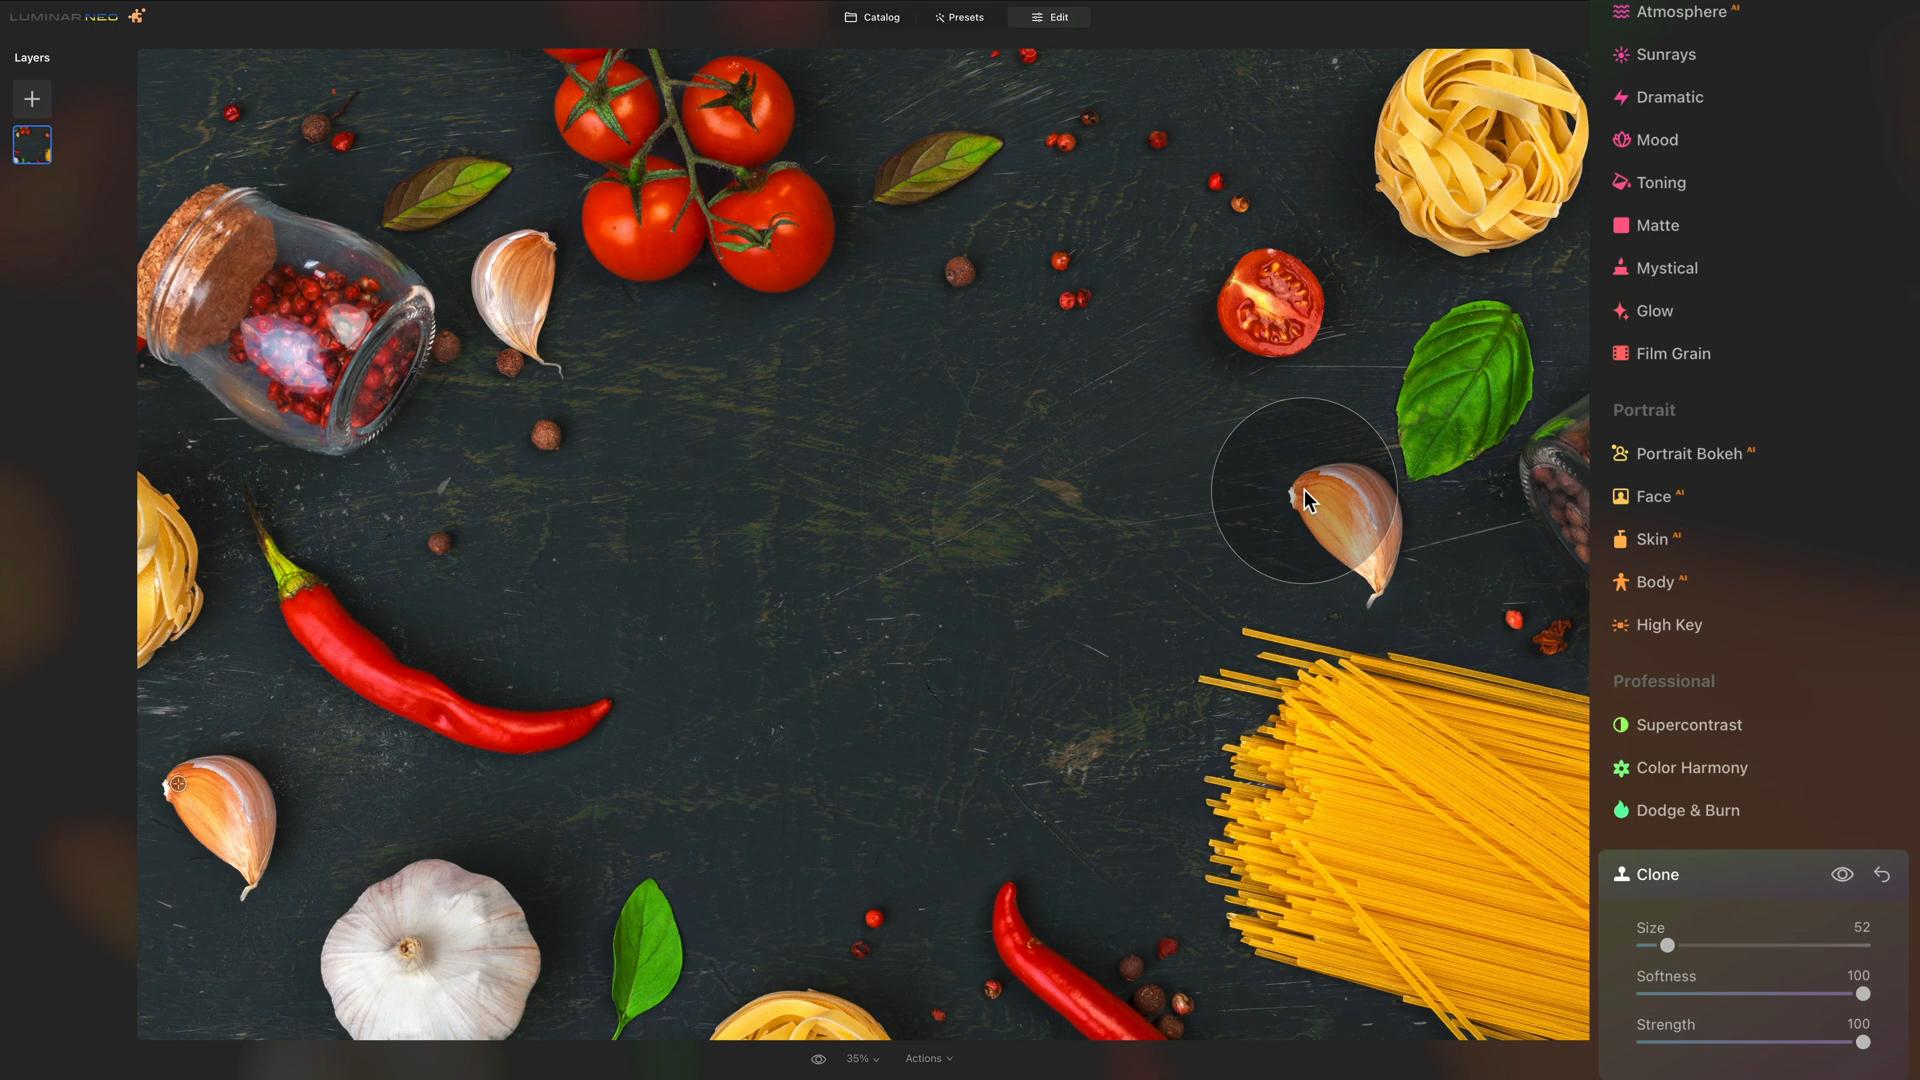 LUMINAR NEO
Catalog
Presets
Edit
Layers
Atmosphere AI
Sunrays
Dramatic
Mood
Toning
Matte
Mystical
Glow
Film Grain
Portrait
Portrait Bokeh AI
Face AI
Skin AI
Body AI
High Key
Professional
Supercontrast
Color Harmony
Dodge & Burn
Clone
Size 52
Softness 100
Strength 100
35%
Actions